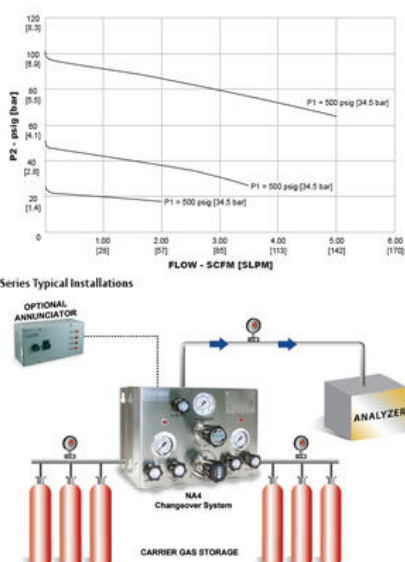 120
[8.3]
100
[6.9]
80
[5.5]
60
[4.1]
40
[2.8]
20
[1.4]
0
P2 - psig [bar]
P1 = 500 psig [34.5 bar]
P1 = 500 psig [34.5 bar]
P1 = 500 psig [34.5 bar]
1.00 2.00 3.00 4.00 5.00 6.00
[28] [57] [85] [113] [142] [170]
FLOW - SCFM [SLPM]
Series Typical Installations
OPTIONAL
ANNUNCIATOR
ANALYZER
NA4
Changeover System
CARRIER GAS STORAGE